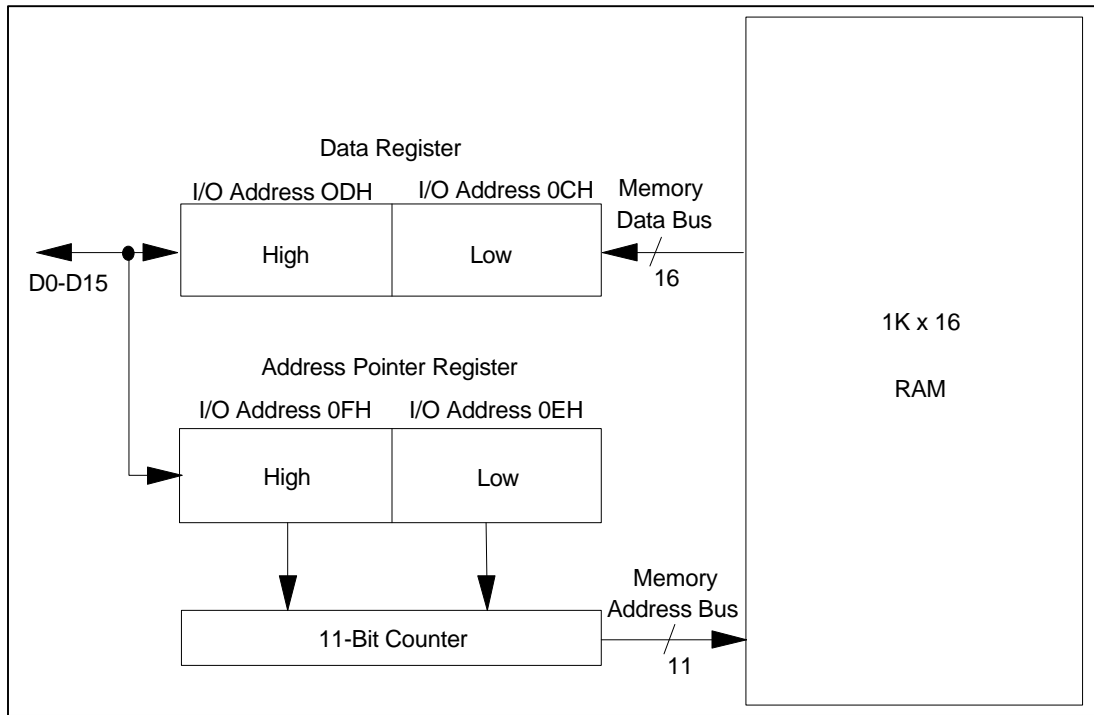 Data Register
I/O Address ODH
I/O Address 0CH
High
Low
D0-D15
Memory
Data Bus
16
1K x 16
RAM
Address Pointer Register
I/O Address 0FH
I/O Address 0EH
High
Low
11-Bit Counter
Memory
Address Bus
11